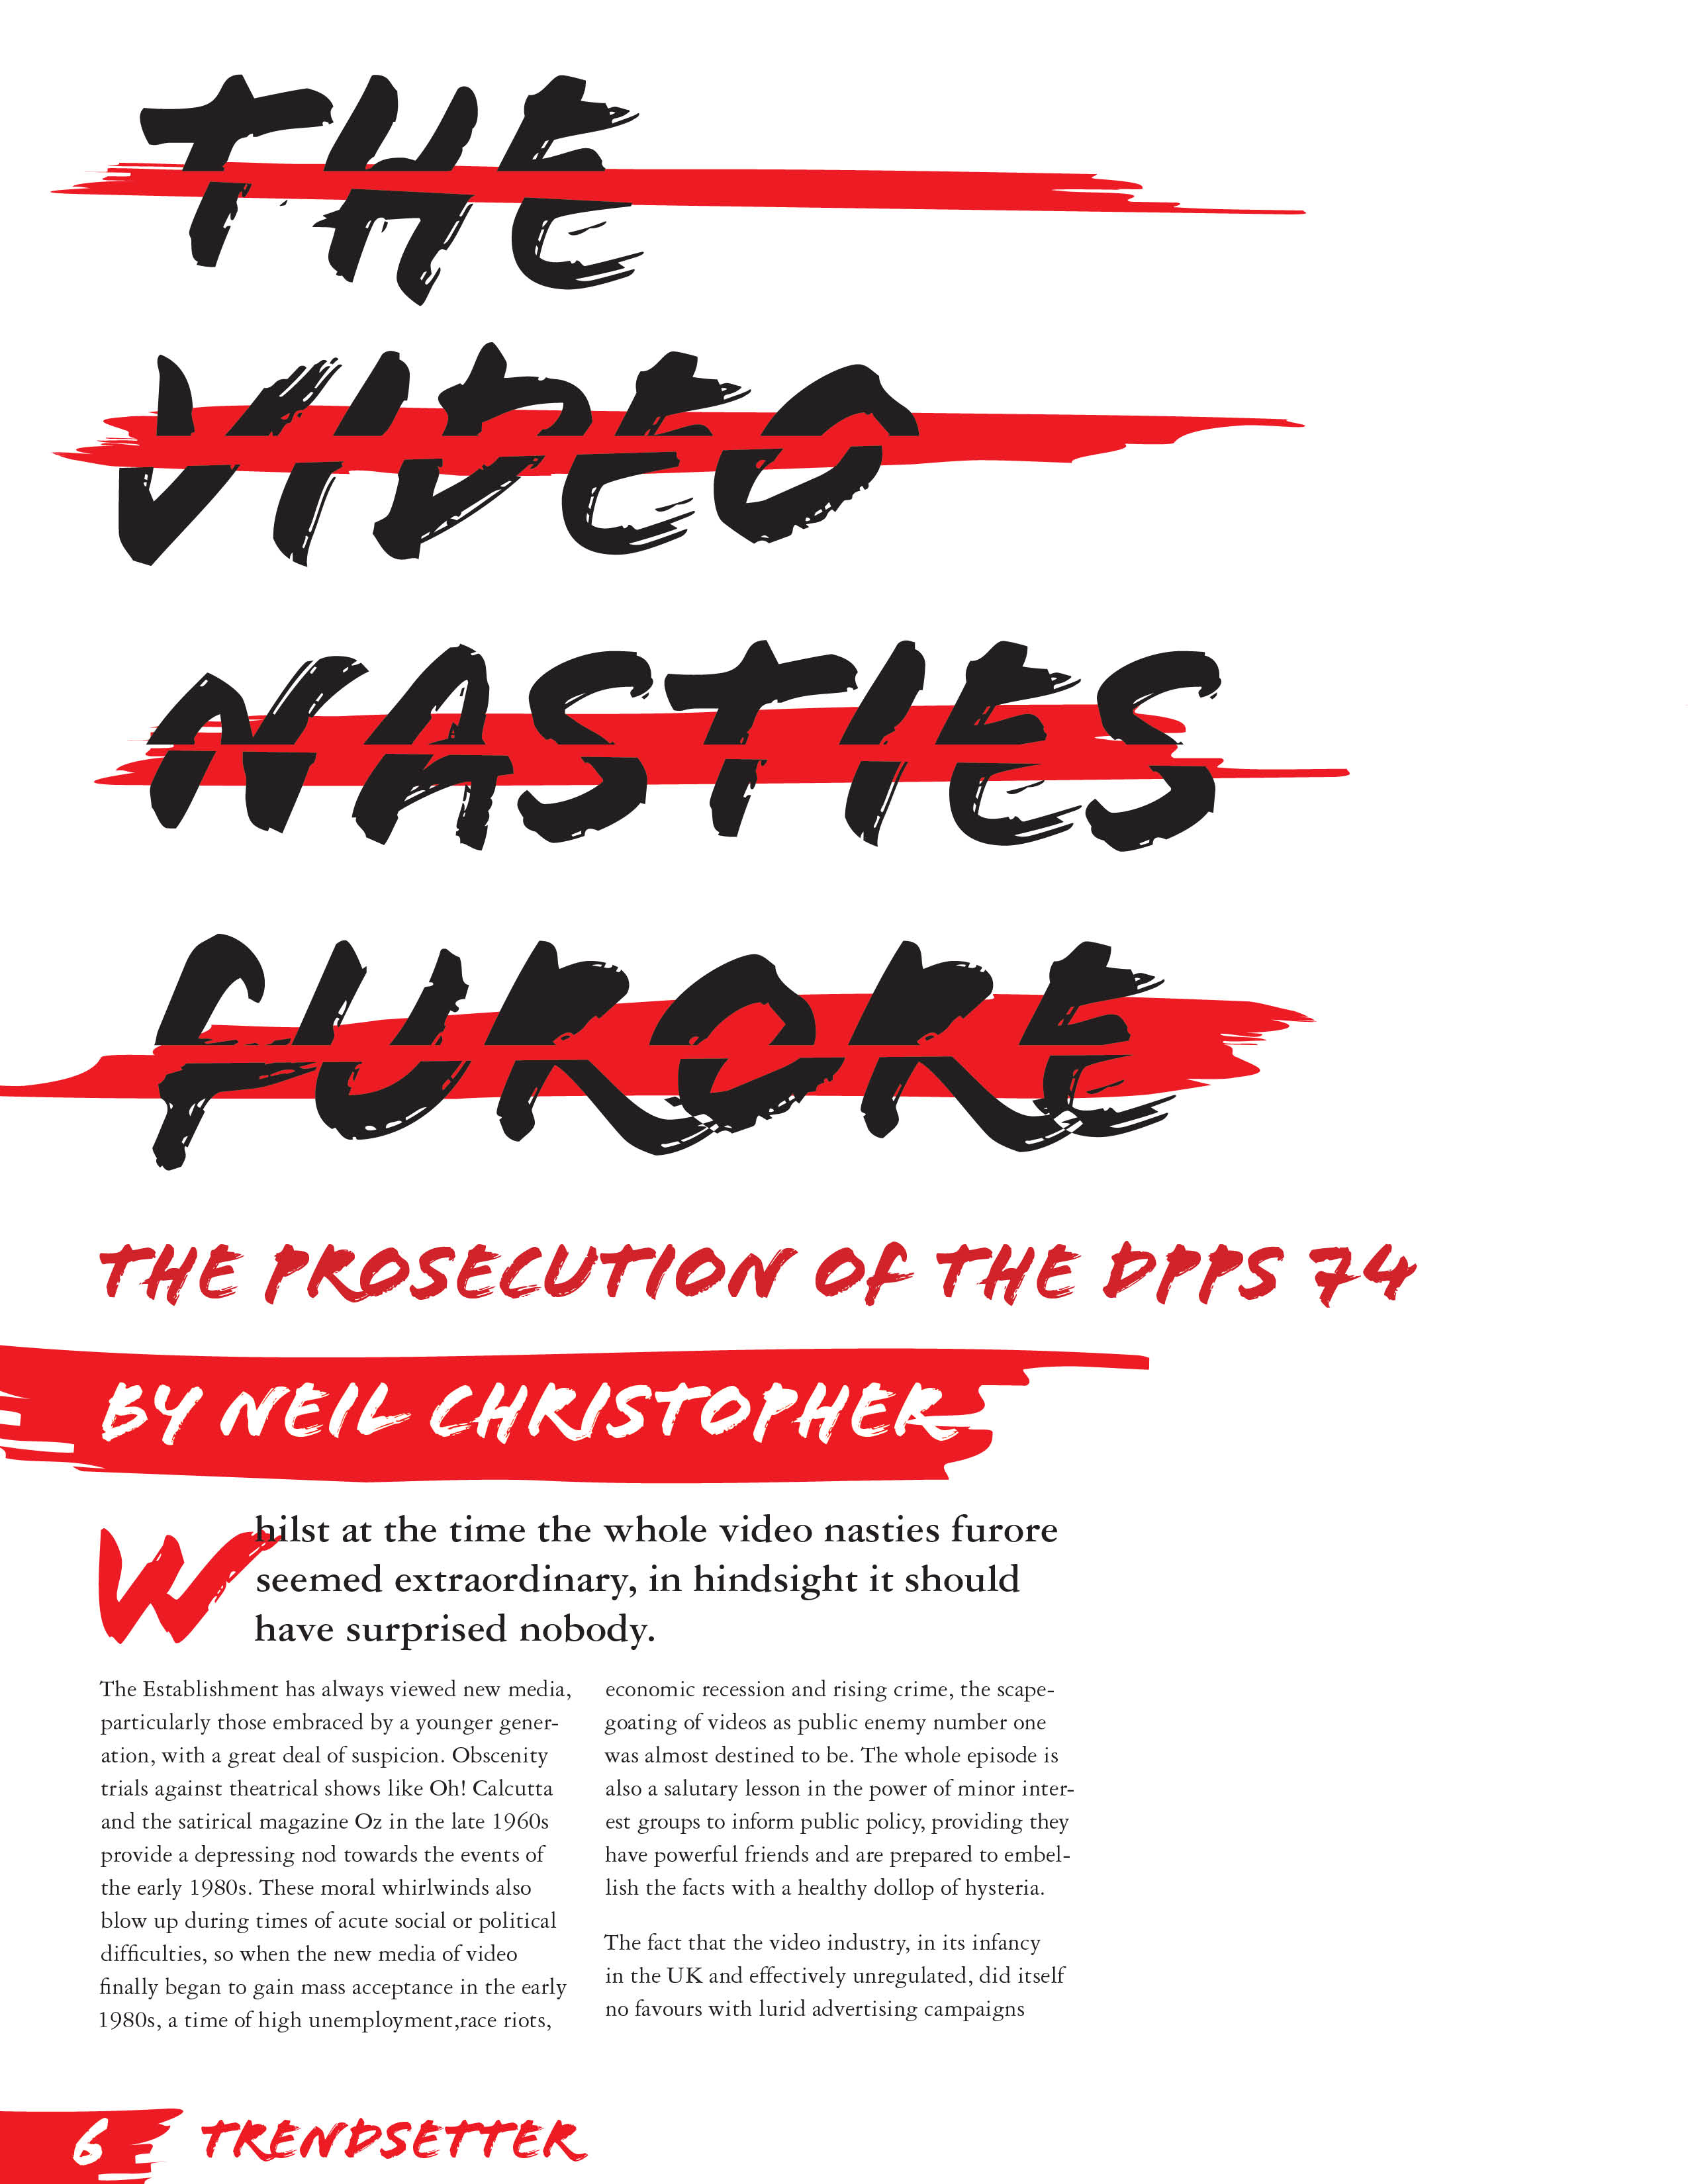 THE
VIDEO
NASTIES
FURORE
THE PROSECUTION OF THE DPPS 74
BY NEIL CHRISTOPHER
Whilst at the time the whole video nasties furore
seemed extraordinary, in hindsight it should
have surprised nobody.
The Establishment has always viewed new media,
particularly those embraced by a younger gener-
ation, with a great deal of suspicion. Obscenity
trials against theatrical shows like Oh! Calcutta
and the satirical magazine Oz in the late 1960s
provide a depressing nod towards the events of
the early 1980s. These moral whirlwinds also
blow up during times of acute social or political
difficulties, so when the new media of video
finally began to gain mass acceptance in the early
1980s, a time of high unemployment,race riots,
economic recession and rising crime, the scape-
goating of videos as public enemy number one
was almost destined to be. The whole episode is
also a salutary lesson in the power of minor inter-
est groups to inform public policy, providing they
have powerful friends and are prepared to embel-
lish the facts with a healthy dollop of hysteria.
The fact that the video industry, in its infancy
in the UK and effectively unregulated, did itself
no favours with lurid advertising campaigns
6 TRENDSETTER